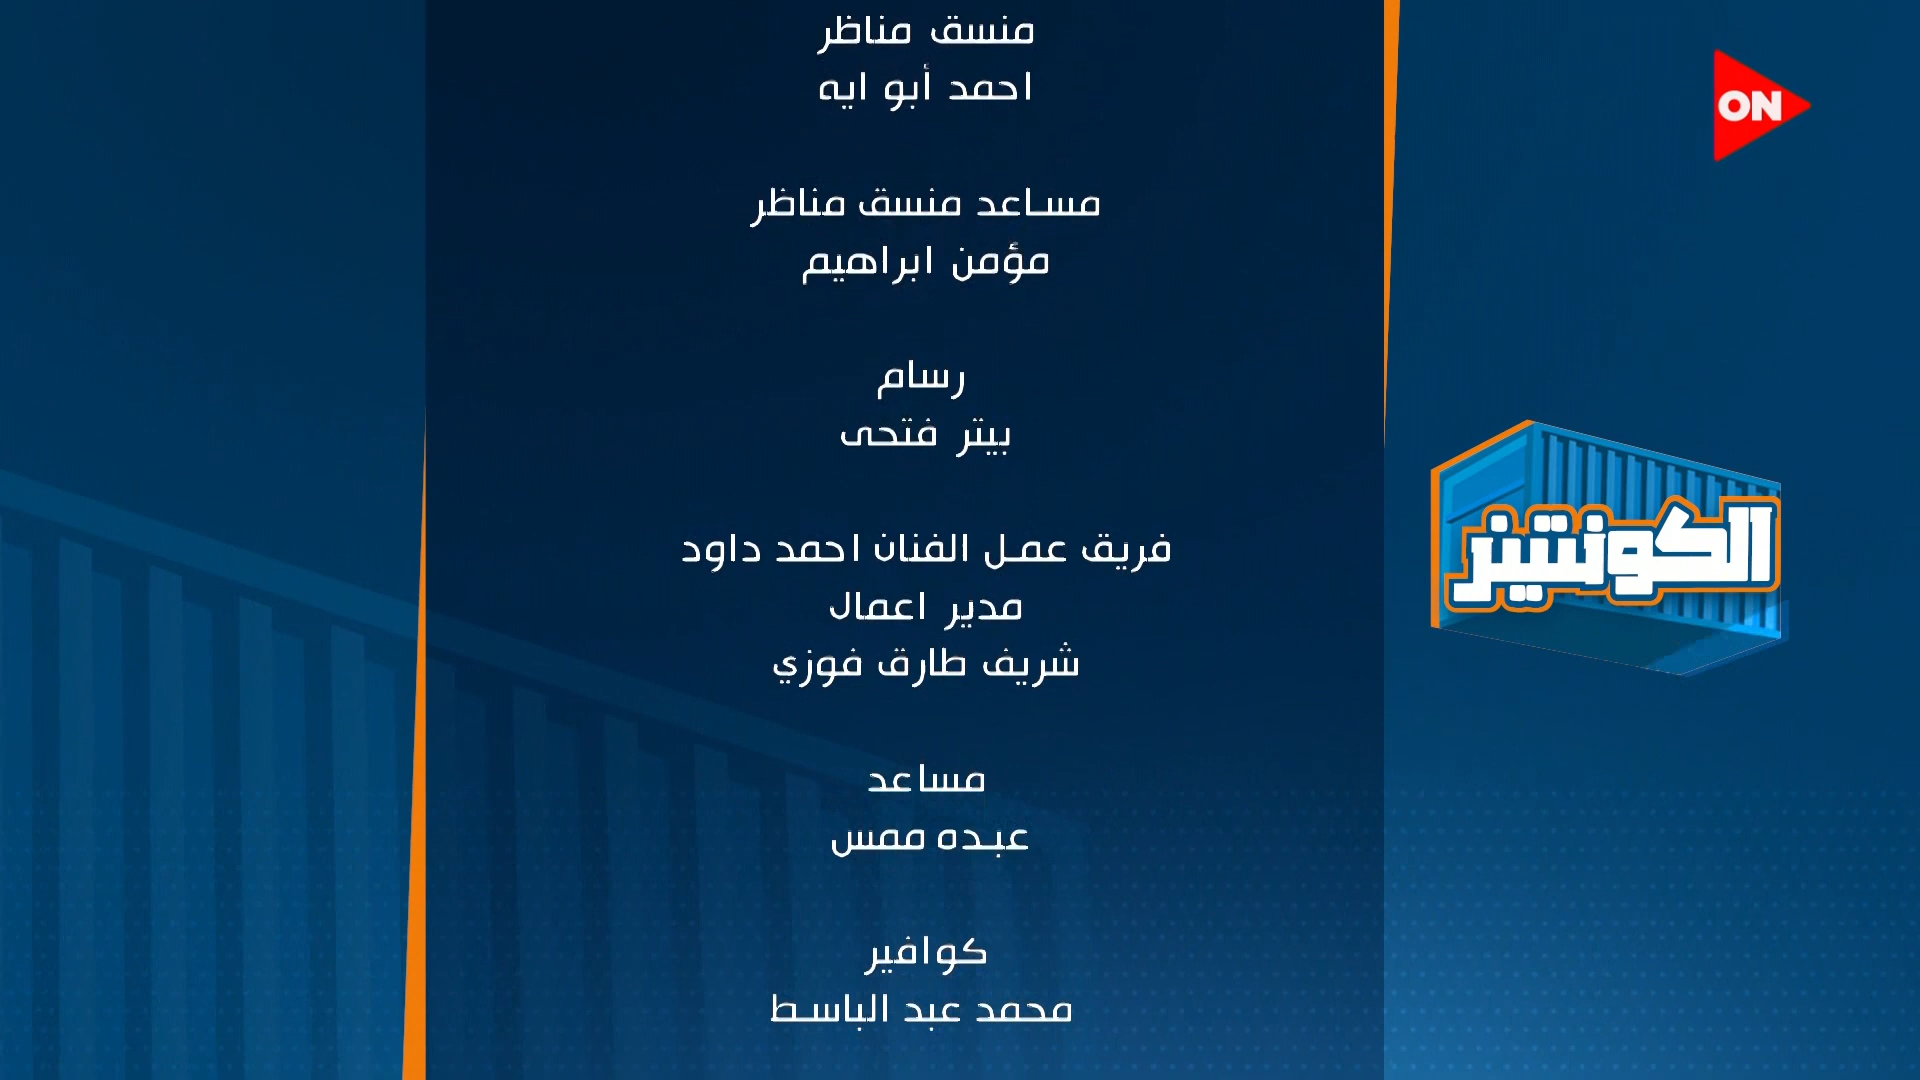 منسق مناظر
احمد أبو ايه
مساعد منسق مناظر
مؤمن ابراهيم
رسام
بيتر فتحى
فريق عمل الفنان احمد داود
مدير اعمال
شريف طارق فوزي
مساعد
عبده ممس
كوافير
محمد عبد الباسط
ON
الكونتينر